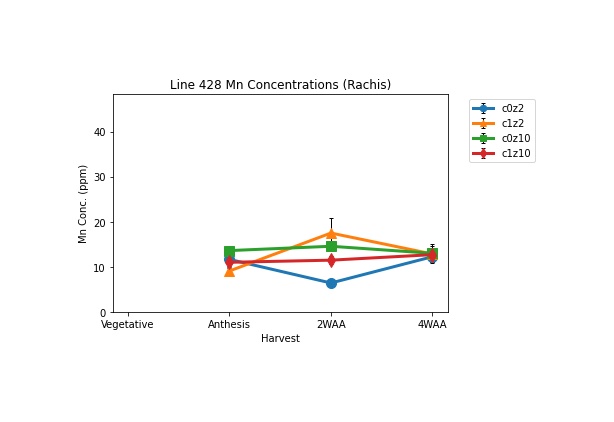 Line 428 Mn Concentrations (Rachis)
c0z2
c1z2
c0z10
c1z10
Mn Conc. (ppm)
40
30
20
10
0
Vegetative Anthesis 2WAA 4WAA
Harvest